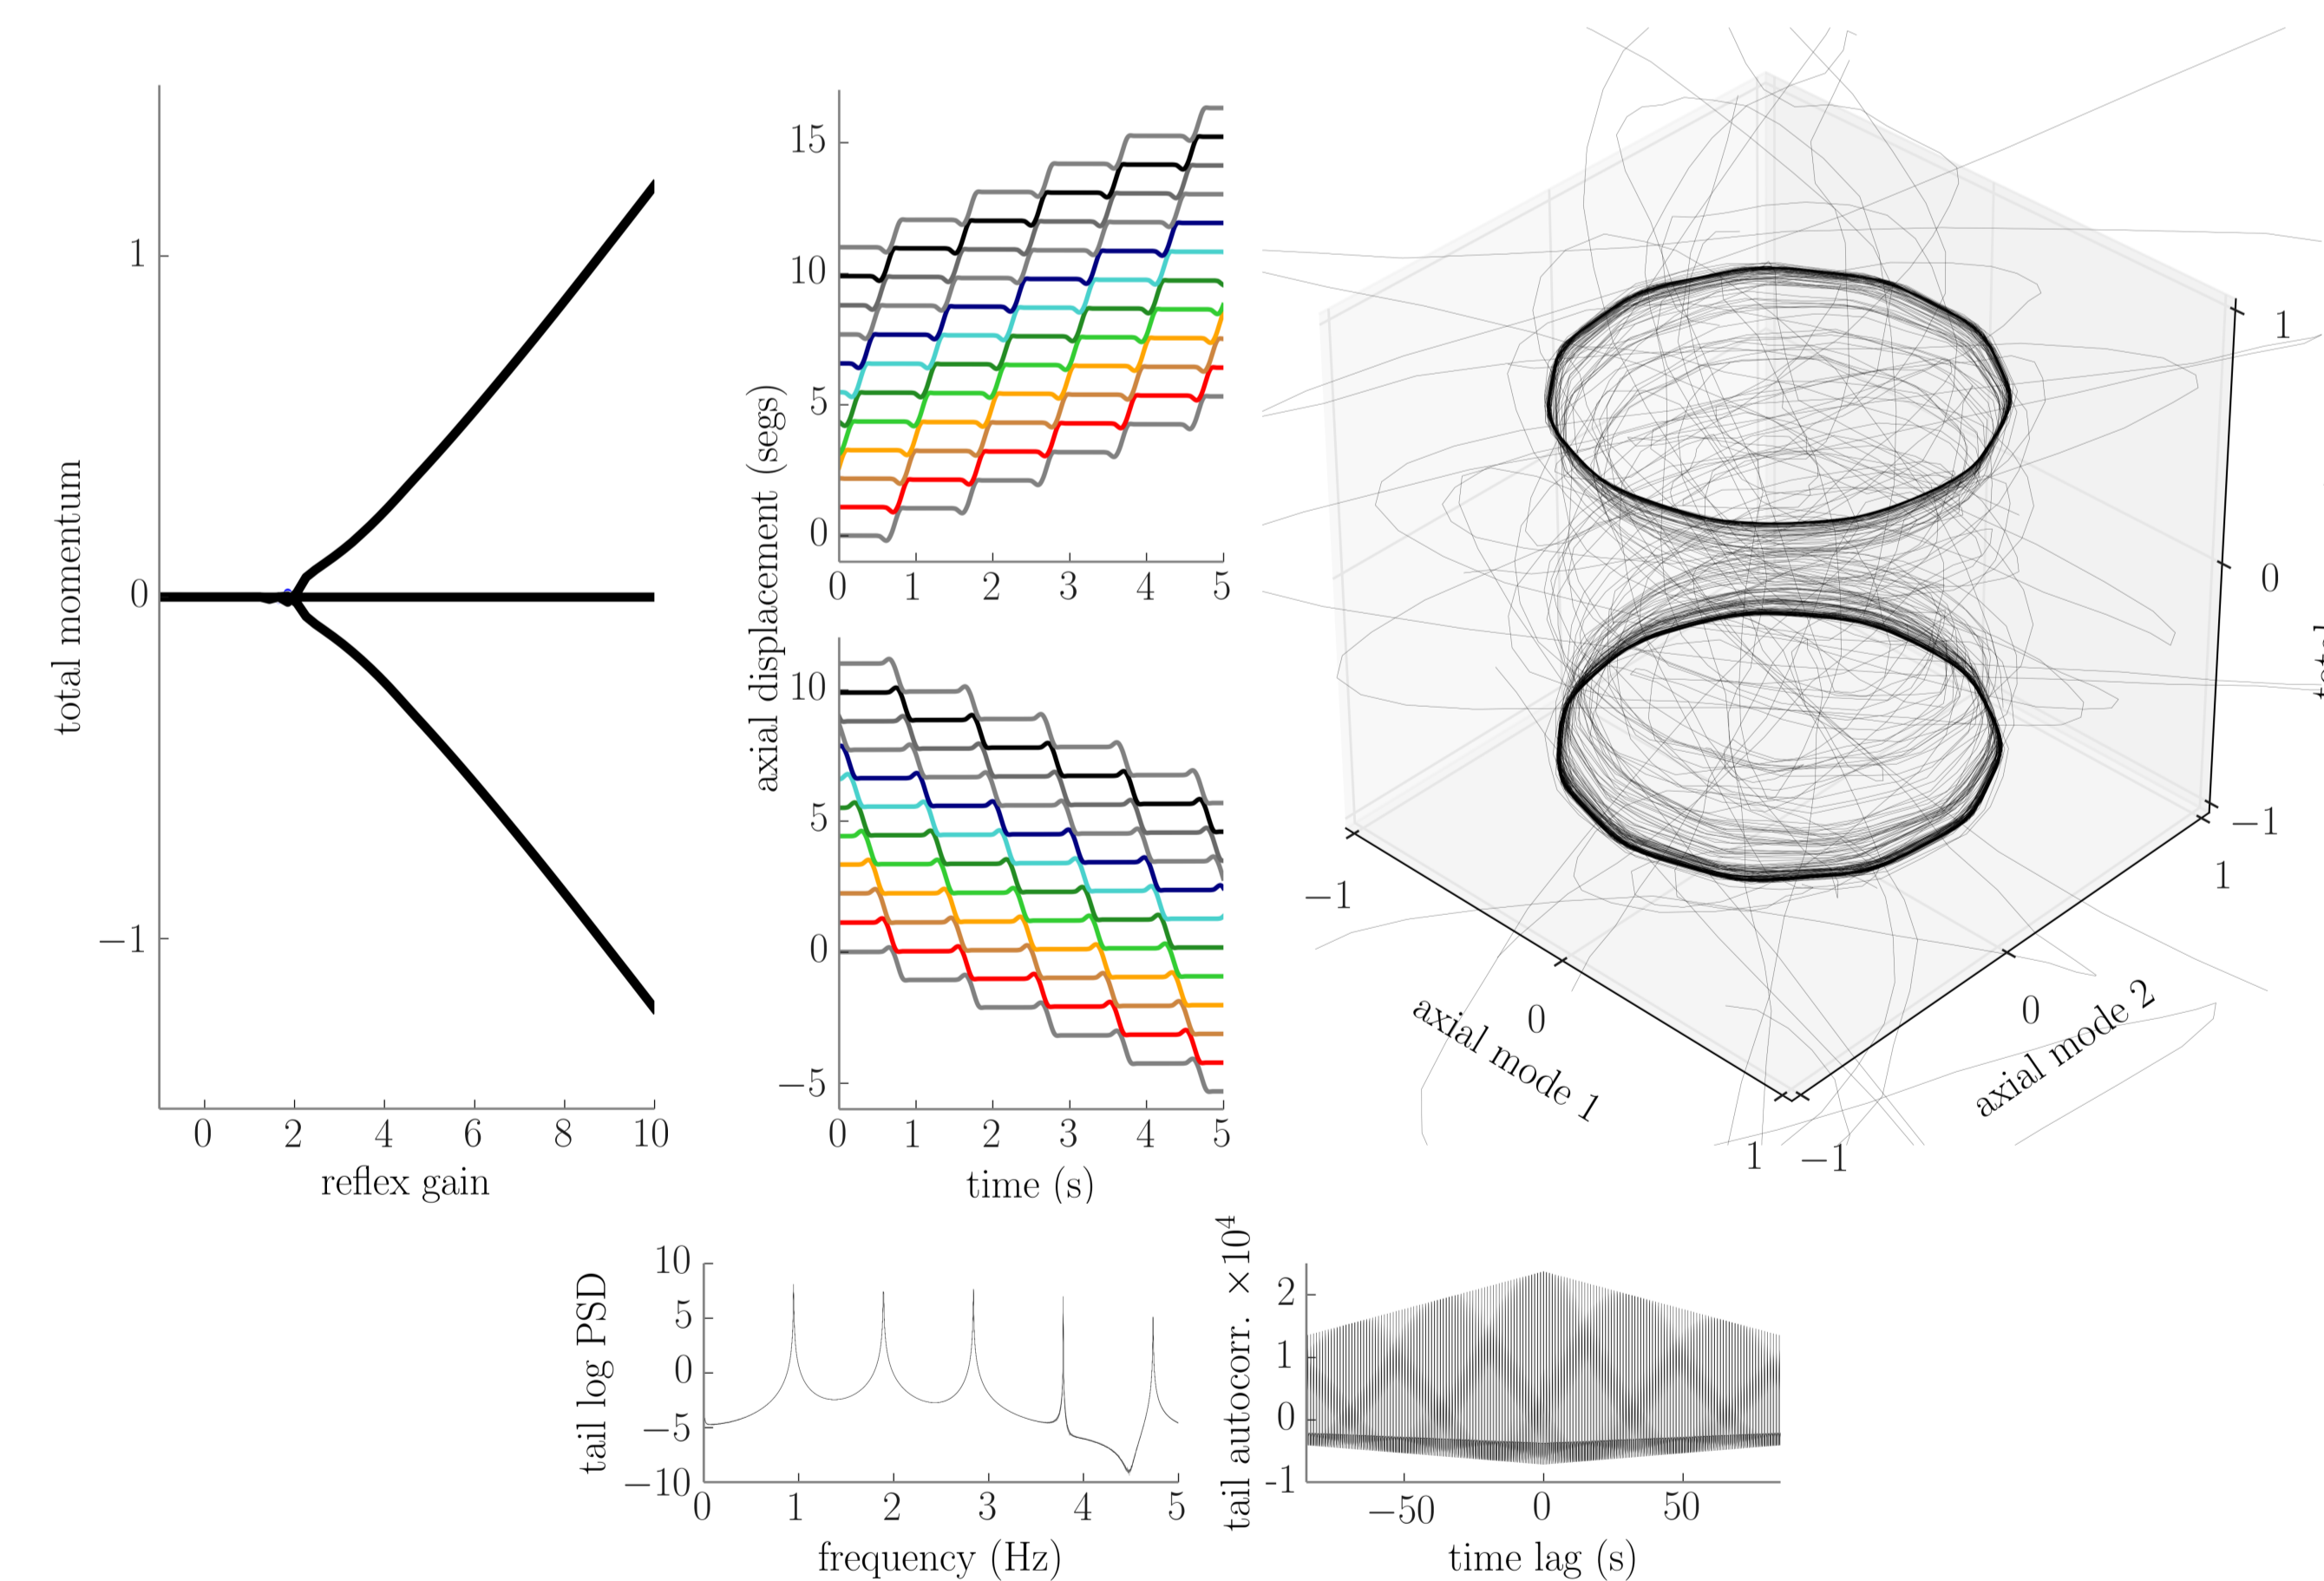 total momentum
1
0
−1
0 2 4 6 8 10
reflex gain
axial displacement (segs)
15
10
5
0
0 1 2 3 4 5
10
5
0
−5
0 1 2 3 4 5
time (s)
1
0
−1
−1
0
1
axial mode 1
1
0
−1
axial mode 2
tail log PSD
10
5
0
−5
−10
0 1 2 3 4 5
frequency (Hz)
tail autocorr. ×10⁴
2
1
0
-1
−50 0 50
time lag (s)